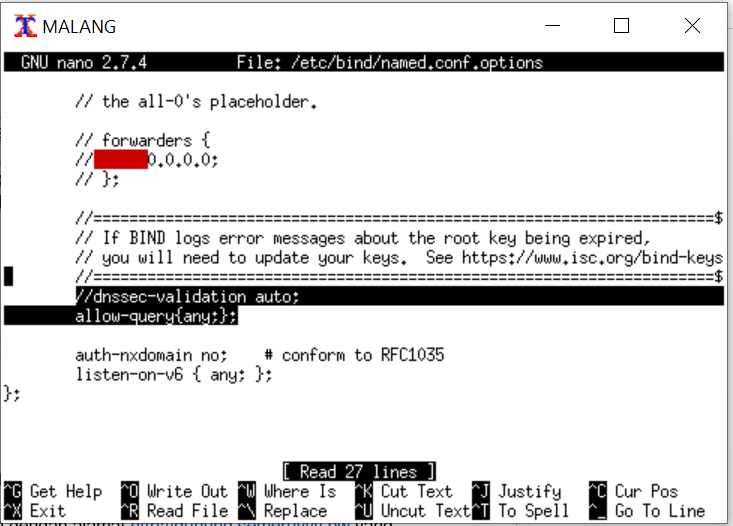 MALANG
GNU nano 2.7.4 File: /etc/bind/named.conf.options
// the all-0's placeholder.
// forwarders {
// 0.0.0.0;
// };
//======================================================================$
// If BIND logs error messages about the root key being expired,
// you will need to update your keys. See https://www.isc.org/bind-keys
//======================================================================$
//dnssec-validation auto;
allow-query{any;};
auth-nxdomain no; # conform to RFC1035
listen-on-v6 { any; };
};
[ Read 27 lines ]
^G Get Help ^O Write Out ^W Where Is ^K Cut Text ^J Justify ^C Cur Pos
^X Exit ^R Read File ^\ Replace ^U Uncut Text ^T To Spell ^_ Go To Line